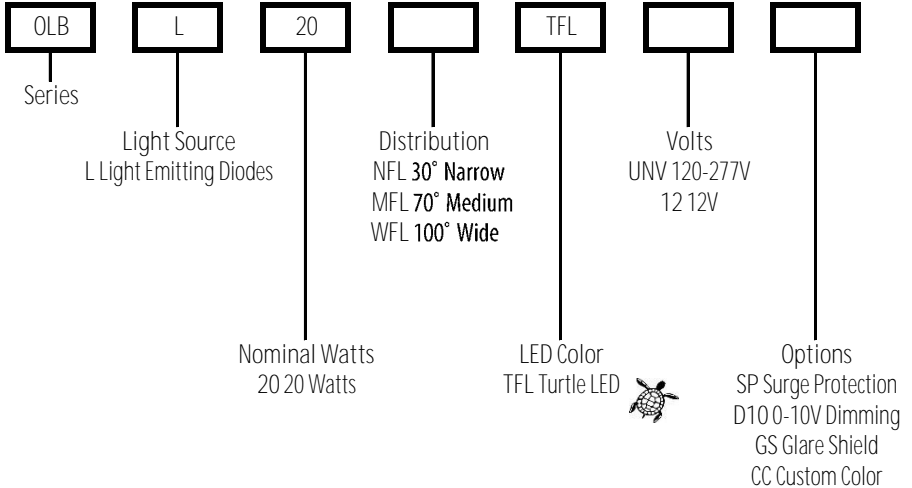 OLB L 20 TFL
Series
Light Source
L Light Emitting Diodes
Distribution
NFL 30° Narrow
MFL 70° Medium
WFL 100° Wide
Volts
UNV 120-277V
12 12V
Nominal Watts
20 20 Watts
LED Color
TFL Turtle LED
Options
SP Surge Protection
D10 0-10V Dimming
GS Glare Shield
CC Custom Color